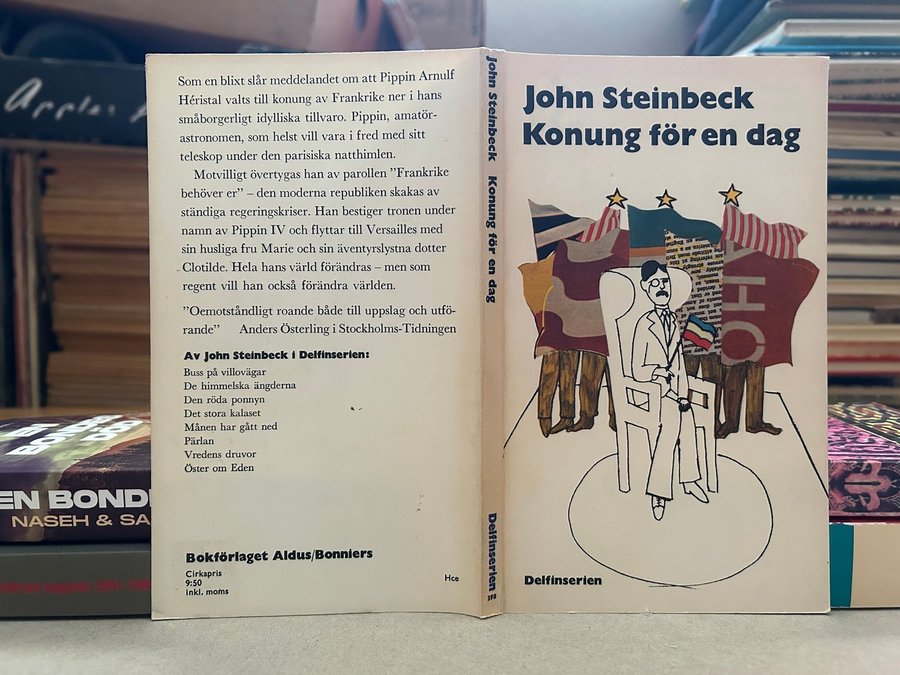 Som en blixt slår meddelandet om att Pippin Arnulf
Héristal valts till konung av Frankrike ner i hans
småborgerligt idylliska tillvaro. Pippin, amatör-
astronomen, som helst vill vara i fred med sitt
teleskop under den parisiska natthimlen.
Motvilligt övertygas han av parollen ”Frankrike
behöver er” – den moderna republiken skakas av
ständiga regeringskriser. Han bestiger tronen under
namn av Pippin IV och flyttar till Versailles med
sin husliga fru Marie och sin äventyrslystna dotter
Clotilde. Hela hans värld förändras – men som
regent vill han också förändra världen.
”Oemotståndligt roande både till uppslag och utfö-
rande” Anders Österling i Stockholms-Tidningen
Av John Steinbeck i Delfinserien:
Buss på villovägar
De himmelska ängderna
Den röda ponnyn
Det stora kalaset
Månen har gått ned
Pärlan
Vredens druvor
Öster om Eden
Bokförlaget Aldus/Bonniers
Cirkapris
9:50
inkl. moms
Hce
John Steinbeck Konung för en dag
Delfinserien
398
John Steinbeck
Konung för en dag
HO
Delfinserien
Apples
EN BONDE
NASEH & SA